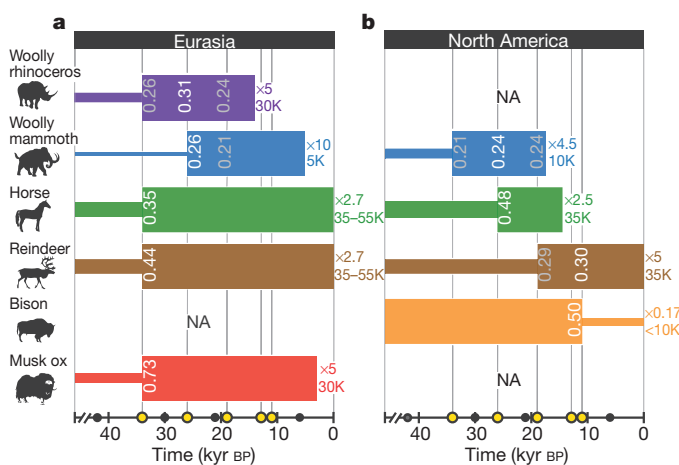 a
Eurasia
b
North America
Woolly
rhinoceros
0.26
0.31
0.24
×5
30K
NA
Woolly
mammoth
0.26
0.21
×10
5K
0.21
0.24
0.24
×4.5
10K
Horse
0.35
×2.7
35–55K
0.48
×2.5
35K
Reindeer
0.44
×2.7
35–55K
0.29
0.30
×5
35K
Bison
NA
0.50
×0.17
<10K
Musk ox
0.73
×5
30K
NA
40 30 20 10 0
Time (kyr BP)
40 30 20 10 0
Time (kyr BP)